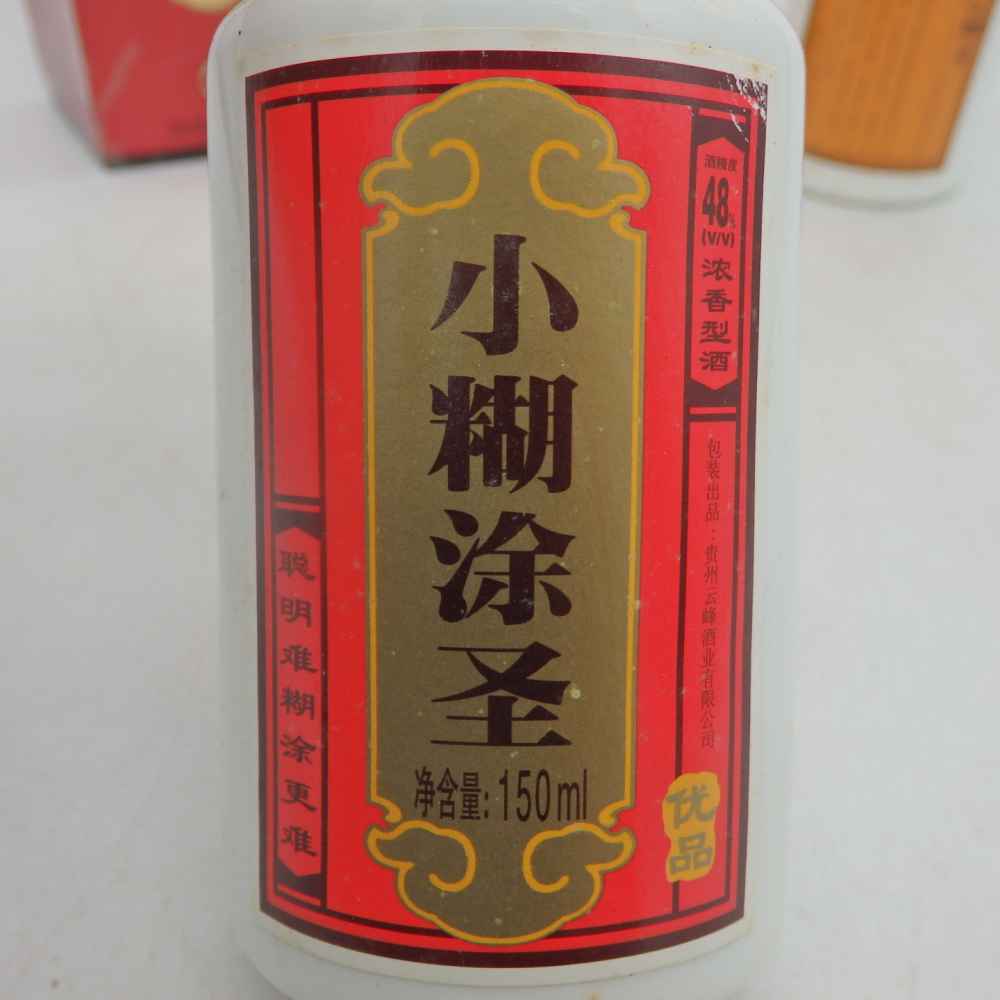 小糊涂圣
净含量:150ml
酒精度
48%
(V/V)
浓香型酒
包装出品:贵州云峰酒业有限公司
优品
聪明难糊涂更难